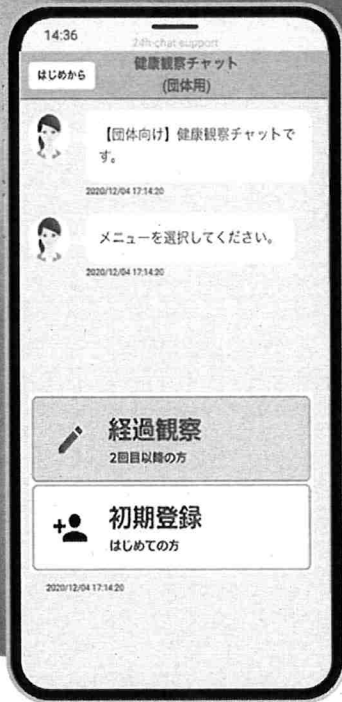 14:36
24h-chat-support
はじめから
健康観察チャット
(団体用)
【団体向け】健康観察チャットで
す。
2020/12/04 17:14:20
メニューを選択してください。
2020/12/04 17:14:20
経過観察
2回目以降の方
初期登録
はじめての方
2020/12/04 17:14:20